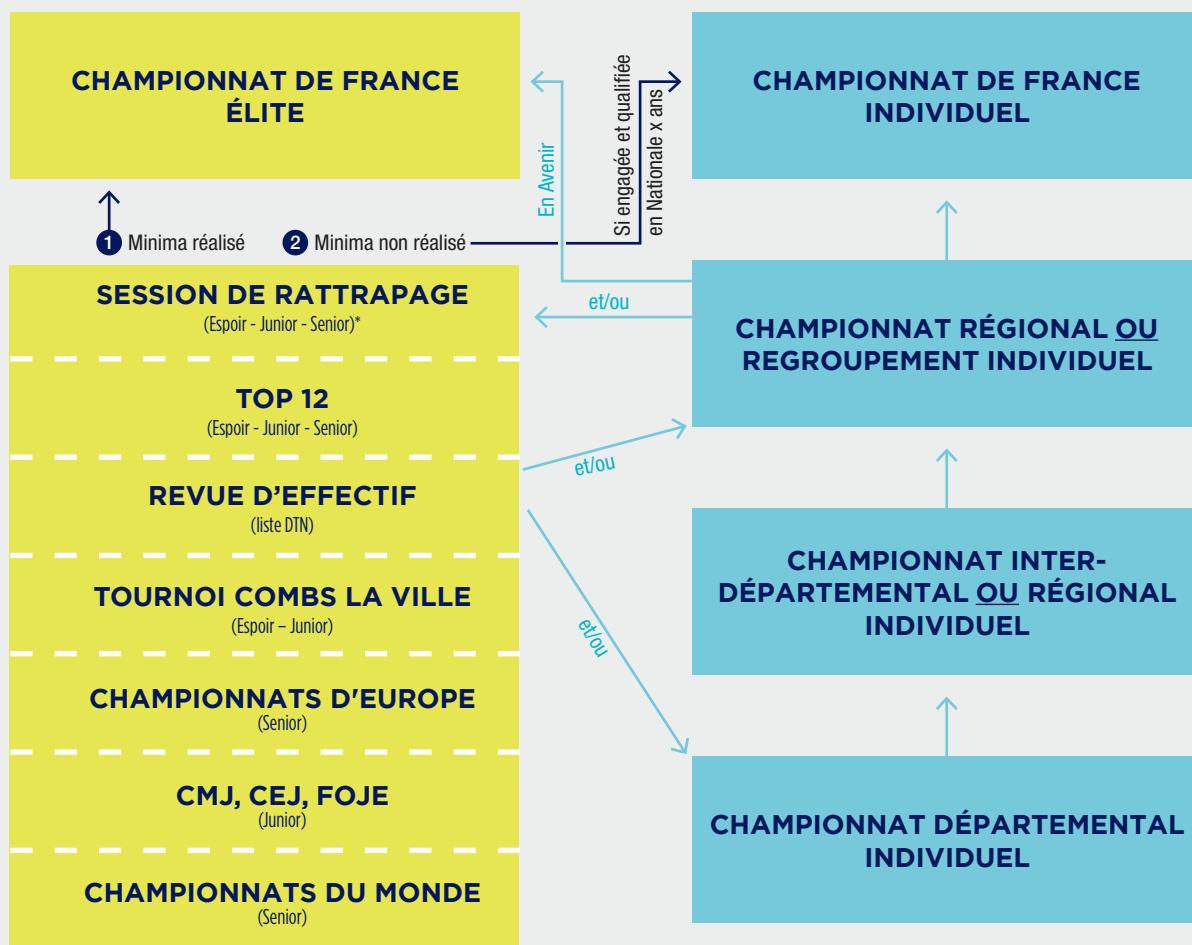 CHAMPIONNAT DE FRANCE
ÉLITE
1 Minima réalisé
2 Minima non réalisé
SESSION DE RATTRAPAGE
(Espoir - Junior - Senior)*
TOP 12
(Espoir - Junior - Senior)
REVUE D’EFFECTIF
(liste DTN)
TOURNOI COMBS LA VILLE
(Espoir – Junior)
CHAMPIONNATS D'EUROPE
(Senior)
CMJ, CEJ, FOJE
(Junior)
CHAMPIONNATS DU MONDE
(Senior)
En Avenir
Si engagée et qualifiée
en Nationale x ans
et/ou
et/ou
et/ou
CHAMPIONNAT DE FRANCE
INDIVIDUEL
CHAMPIONNAT RÉGIONAL OU
REGROUPEMENT INDIVIDUEL
CHAMPIONNAT INTER-
DÉPARTEMENTAL OU RÉGIONAL
INDIVIDUEL
CHAMPIONNAT DÉPARTEMENTAL
INDIVIDUEL